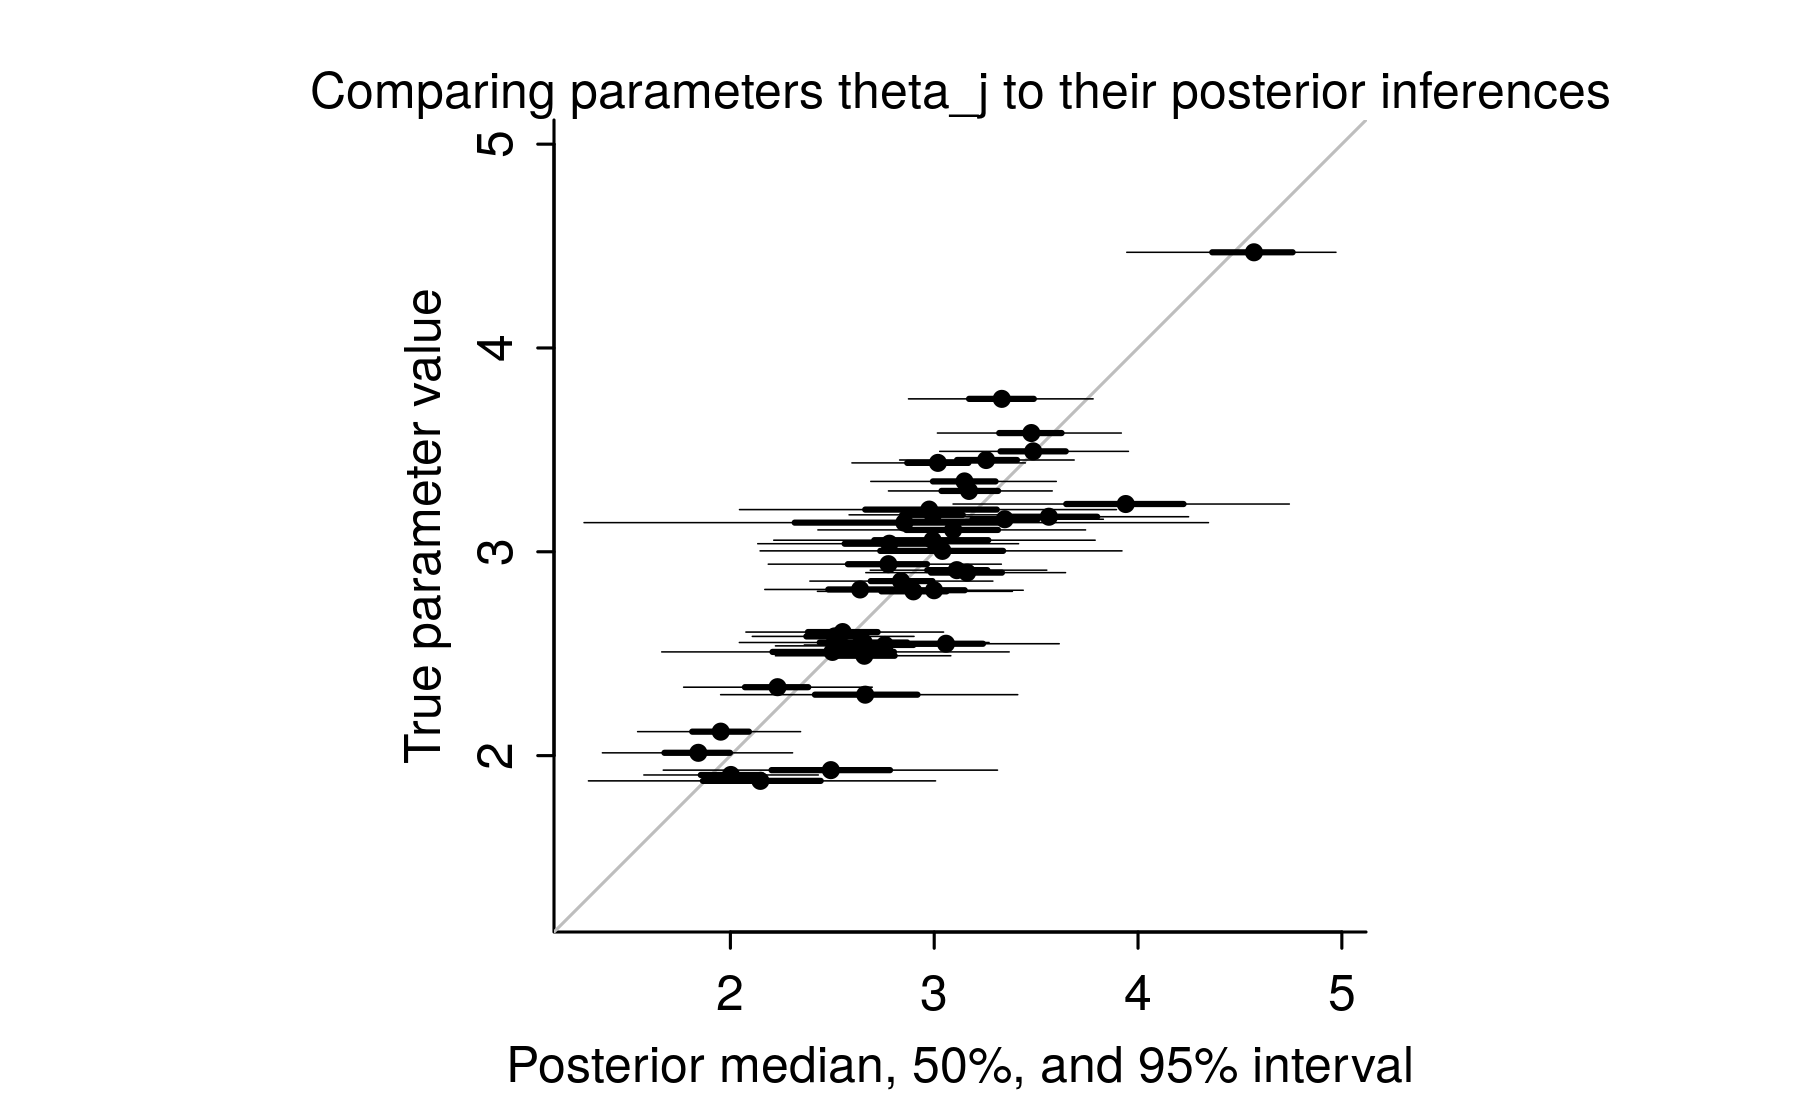 Comparing parameters theta_j to their posterior inferences
True parameter value
5
4
3
2
2 3 4 5
Posterior median, 50%, and 95% interval